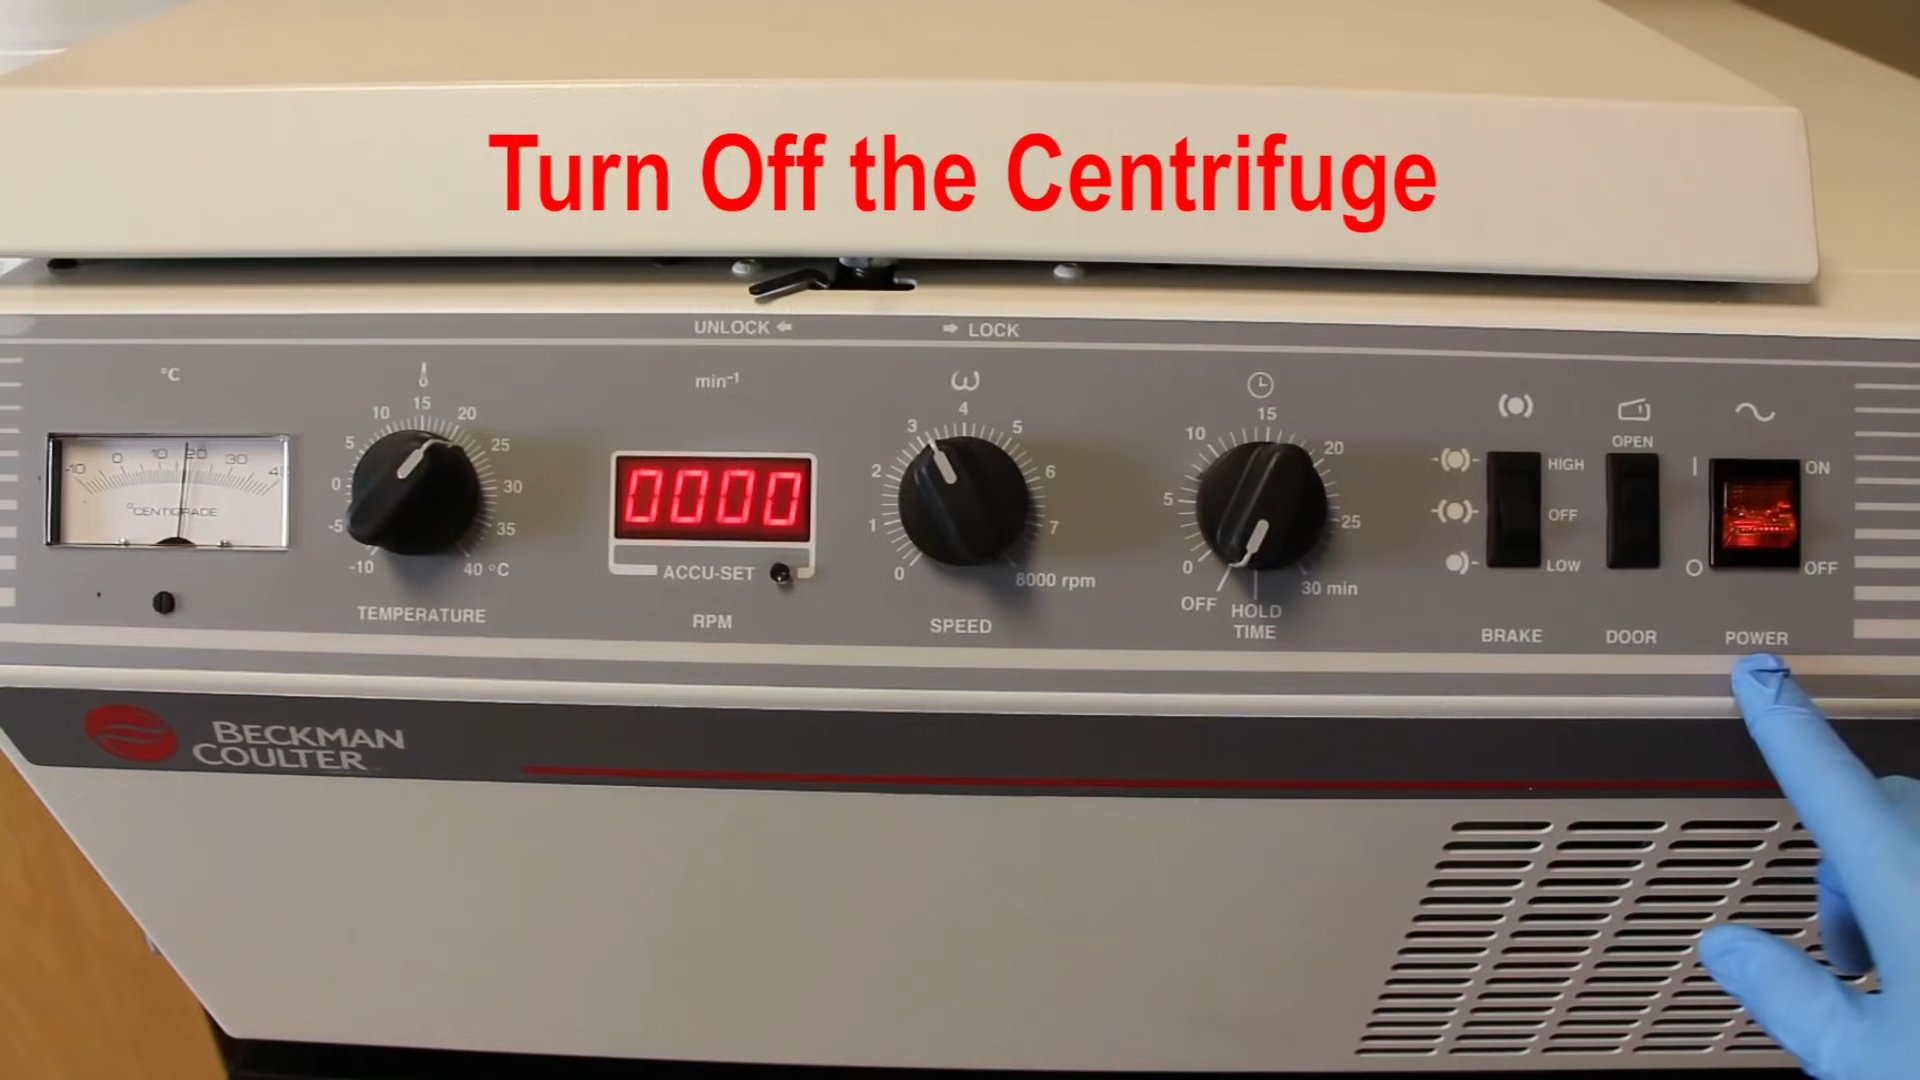 Turn Off the Centrifuge
UNLOCK
LOCK
°C
min⁻¹
ω
-10 0 10 20 30 4
°CENTIGRADE
-10 -5 0 5 10 15 20 25 30 35 40 °C
TEMPERATURE
0000
ACCU-SET
RPM
0 1 2 3 4 5 6 7 8000 rpm
SPEED
OFF 0 5 10 15 20 25 30 min
HOLD
TIME
HIGH
OFF
LOW
BRAKE
OPEN
DOOR
I ON
O OFF
POWER
BECKMAN
COULTER